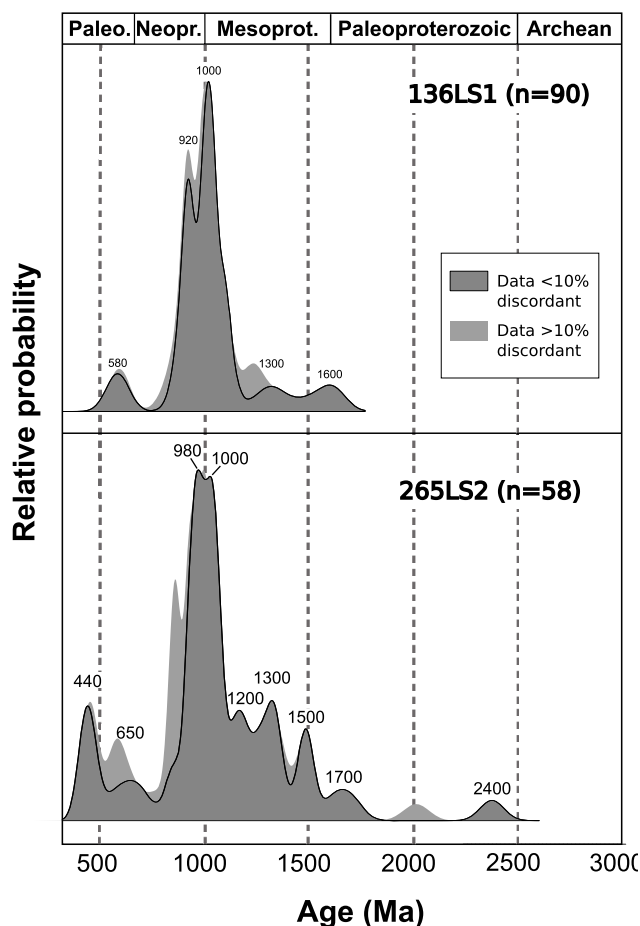 Paleo. Neopr. Mesoprot. Paleoproterozoic Archean
1000
136LS1 (n=90)
920
Data <10%
discordant
Data >10%
discordant
580
1300
1600
Relative probability
980
1000
265LS2 (n=58)
440
650
1200
1300
1500
1700
2400
500 1000 1500 2000 2500 3000
Age (Ma)